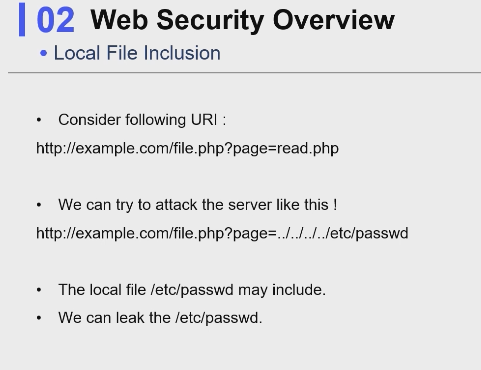 02 Web Security Overview
• Local File Inclusion
• Consider following URI :
http://example.com/file.php?page=read.php
• We can try to attack the server like this !
http://example.com/file.php?page=../../../../etc/passwd
• The local file /etc/passwd may include.
• We can leak the /etc/passwd.